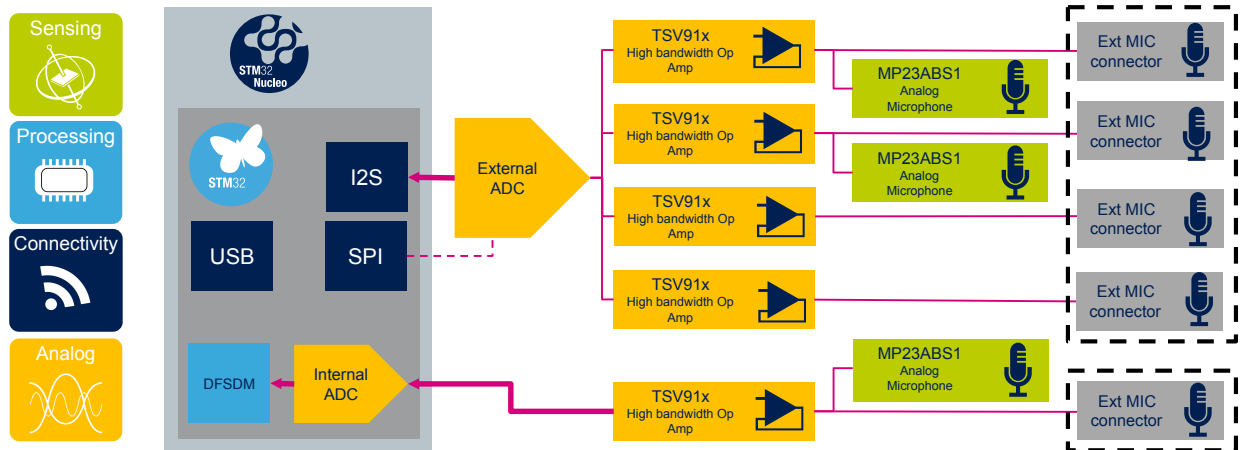 Sensing
Processing
Connectivity
Analog
STM32
Nucleo
STM32
I2S
USB
SPI
DFSDM
Internal
ADC
External
ADC
TSV91x
High bandwidth Op
Amp
TSV91x
High bandwidth Op
Amp
TSV91x
High bandwidth Op
Amp
TSV91x
High bandwidth Op
Amp
TSV91x
High bandwidth Op
Amp
MP23ABS1
Analog
Microphone
MP23ABS1
Analog
Microphone
MP23ABS1
Analog
Microphone
Ext MIC
connector
Ext MIC
connector
Ext MIC
connector
Ext MIC
connector
Ext MIC
connector